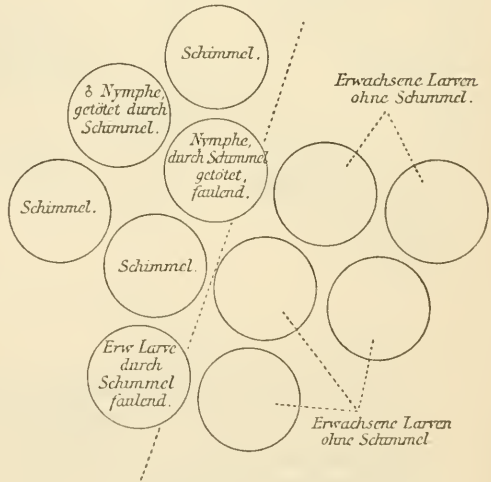 Schimmel.
Erwachsene Larven
ohne Schimmel.
♁ Nymphe,
getötet durch
Schimmel.
Nymphe,
durch Schimmel
getötet,
faulend.
Schimmel.
Schimmel.
Erw Larve
durch
Schimmel
faulend.
Erwachsene Larven
ohne Schimmel